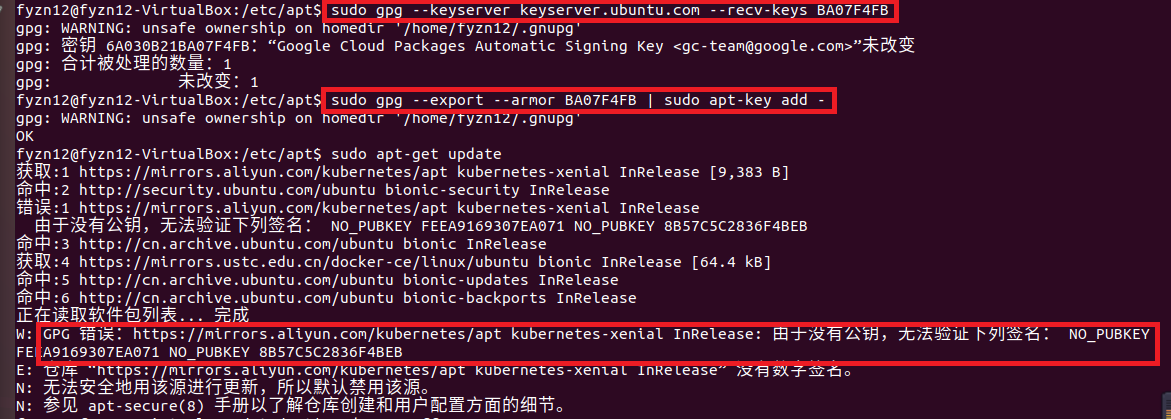 fyzn12@fyzn12-VirtualBox:/etc/apt$ sudo gpg --keyserver keyserver.ubuntu.com --recv-keys BA07F4FB
gpg: WARNING: unsafe ownership on homedir '/home/fyzn12/.gnupg'
gpg: 密钥 6A030B21BA07F4FB：“Google Cloud Packages Automatic Signing Key <gc-team@google.com>”未改变
gpg: 合计被处理的数量：1
gpg:              未改变：1
fyzn12@fyzn12-VirtualBox:/etc/apt$ sudo gpg --export --armor BA07F4FB | sudo apt-key add -
gpg: WARNING: unsafe ownership on homedir '/home/fyzn12/.gnupg'
OK
fyzn12@fyzn12-VirtualBox:/etc/apt$ sudo apt-get update
获取:1 https://mirrors.aliyun.com/kubernetes/apt kubernetes-xenial InRelease [9,383 B]
命中:2 http://security.ubuntu.com/ubuntu bionic-security InRelease
错误:1 https://mirrors.aliyun.com/kubernetes/apt kubernetes-xenial InRelease
  由于没有公钥，无法验证下列签名： NO_PUBKEY FEEA9169307EA071 NO_PUBKEY 8B57C5C2836F4BEB
命中:3 http://cn.archive.ubuntu.com/ubuntu bionic InRelease
获取:4 https://mirrors.ustc.edu.cn/docker-ce/linux/ubuntu bionic InRelease [64.4 kB]
命中:5 http://cn.archive.ubuntu.com/ubuntu bionic-updates InRelease
命中:6 http://cn.archive.ubuntu.com/ubuntu bionic-backports InRelease
正在读取软件包列表... 完成
W: GPG 错误：https://mirrors.aliyun.com/kubernetes/apt kubernetes-xenial InRelease: 由于没有公钥，无法验证下列签名： NO_PUBKEY
FEEA9169307EA071 NO_PUBKEY 8B57C5C2836F4BEB
E: 仓库 “https://mirrors.aliyun.com/kubernetes/apt kubernetes-xenial InRelease” 没有数字签名。
N: 无法安全地用该源进行更新，所以默认禁用该源。
N: 参见 apt-secure(8) 手册以了解仓库创建和用户配置方面的细节。